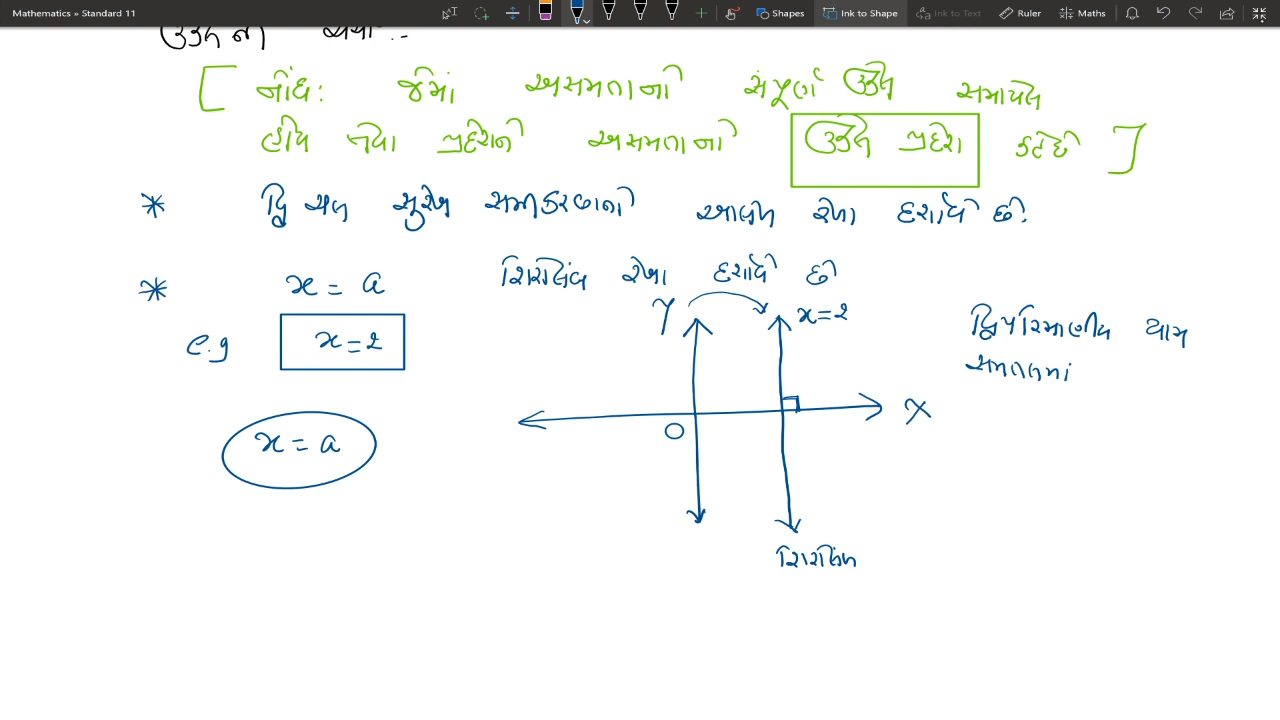 Mathematics » Standard 11
Shapes Ink to Shape Ink to Text Ruler Maths
[ નોંધ: જેમાં અસમતાનો સંપૂર્ણ ઉકેલ સમાયેલ
હોય તેવા પ્રદેશને અસમતાનો ઉકેલ પ્રદેશ કહે છે ]
* દ્વિ ચલ સુરેખ સમીકરણનો આલેખ રેખા દર્શાવે છે.
* x = a શિરોલંબ રેખા દર્શાવે છે
e.g x = 2
Y x = 2
દ્વિપરિમાણીય યામ
સમતલમાં
x = a
O X
શિરોલંબ